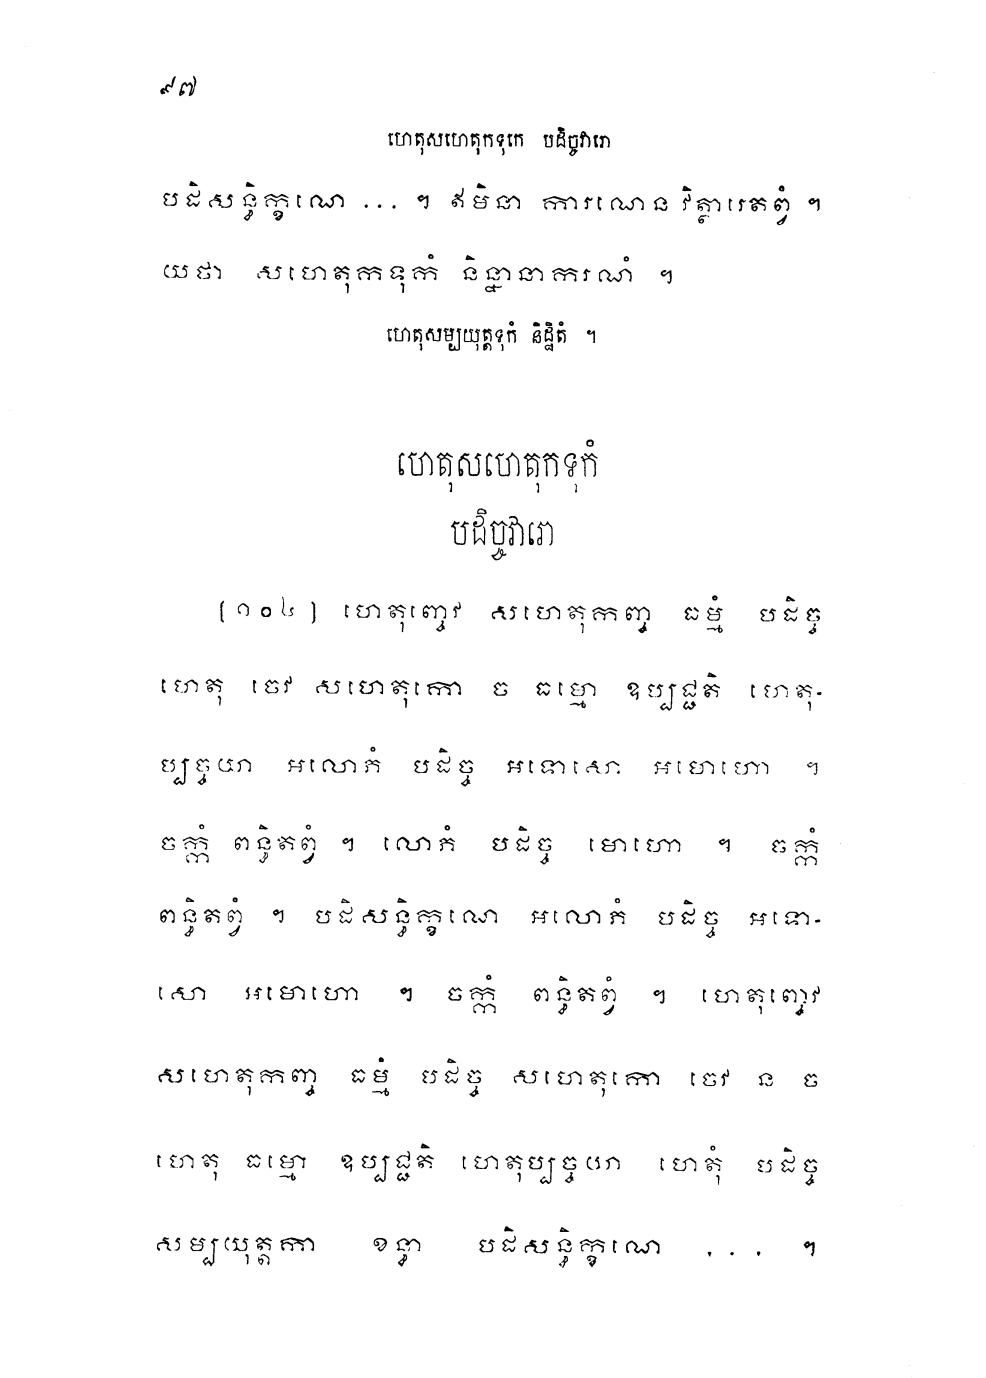 ៩៧
ហេតុសហេតុកទុកេ បដិច្ចវារោ
បដិសន្ធិក្ខណេ ... ។ ឥមិនា ការណេន វិត្ថារេតព្វំ ។
យថា សហេតុកទុកំ និន្នានាករណំ ។
ហេតុសម្បយុត្តទុកំ និដ្ឋិតំ ។
ហេតុសហេតុកទុកំ
បដិច្ចវារោ
[១០៤] ហេតុញ្ចេវ សហេតុកញ្ច ធម្មំ បដិច្ច
ហេតុ ចេវ សហេតុកោ ច ធម្មោ ឧប្បជ្ជតិ ហេតុ-
ប្បច្ចយា អលោភំ បដិច្ច អទោសោ អមោហោ ។
ចក្កំ ពន្ធិតព្វំ ។ លោភំ បដិច្ច មោហោ ។ ចក្កំ
ពន្ធិតព្វំ ។ បដិសន្ធិក្ខណេ អលោភំ បដិច្ច អទោ-
សោ អមោហោ ។ ចក្កំ ពន្ធិតព្វំ ។ ហេតុញ្ចេវ
សហេតុកញ្ច ធម្មំ បដិច្ច សហេតុកោ ចេវ ន ច
ហេតុ ធម្មោ ឧប្បជ្ជតិ ហេតុប្បច្ចយា ហេតុំ បដិច្ច
សម្បយុត្តកា ខន្ធា បដិសន្ធិក្ខណេ ... ។